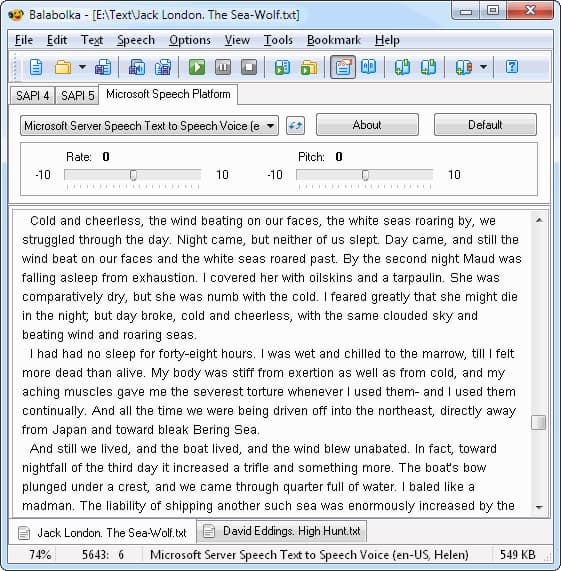 Balabolka - [E:\Text\Jack London. The Sea-Wolf.txt]
File Edit Text Speech Options View Tools Bookmark Help
SAPI 4 SAPI 5 Microsoft Speech Platform
Microsoft Server Speech Text to Speech Voice (e About Default
Rate: 0 Pitch: 0
-10 10 -10 10
Cold and cheerless, the wind beating on our faces, the white seas roaring by, we
struggled through the day. Night came, but neither of us slept. Day came, and still the
wind beat on our faces and the white seas roared past. By the second night Maud was
falling asleep from exhaustion. I covered her with oilskins and a tarpaulin. She was
comparatively dry, but she was numb with the cold. I feared greatly that she might die
in the night; but day broke, cold and cheerless, with the same clouded sky and
beating wind and roaring seas.
I had had no sleep for forty-eight hours. I was wet and chilled to the marrow, till I felt
more dead than alive. My body was stiff from exertion as well as from cold, and my
aching muscles gave me the severest torture whenever I used them- and I used them
continually. And all the time we were being driven off into the northeast, directly away
from Japan and toward bleak Bering Sea.
And still we lived, and the boat lived, and the wind blew unabated. In fact, toward
nightfall of the third day it increased a trifle and something more. The boat's bow
plunged under a crest, and we came through quarter full of water. I baled like a
madman. The liability of shipping another such sea was enormously increased by the
Jack London. The Sea-Wolf.txt David Eddings. High Hunt.txt
74% 5643: 6 Microsoft Server Speech Text to Speech Voice (en-US, Helen) 549 KB